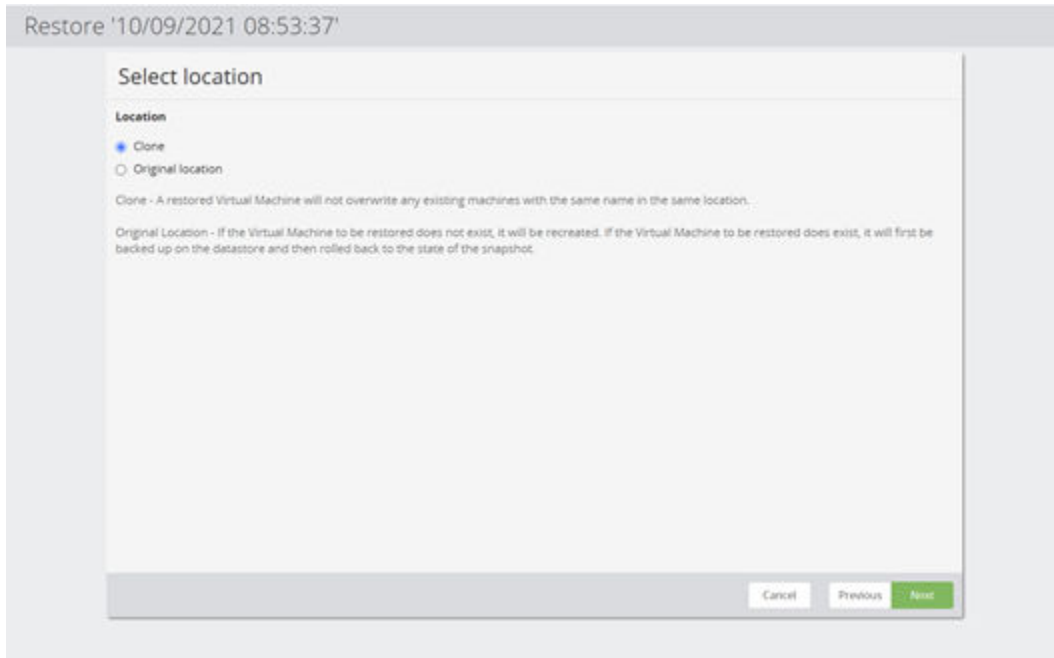 Restore '10/09/2021 08:53:37'
Select location
Location
Clone
Original location
Clone - A restored Virtual Machine will not overwrite any existing machines with the same name in the same location.
Original Location - If the Virtual Machine to be restored does not exist, it will be recreated. If the Virtual Machine to be restored does exist, it will first be
backed up on the datastore and then rolled back to the state of the snapshot.
Cancel
Previous
Next